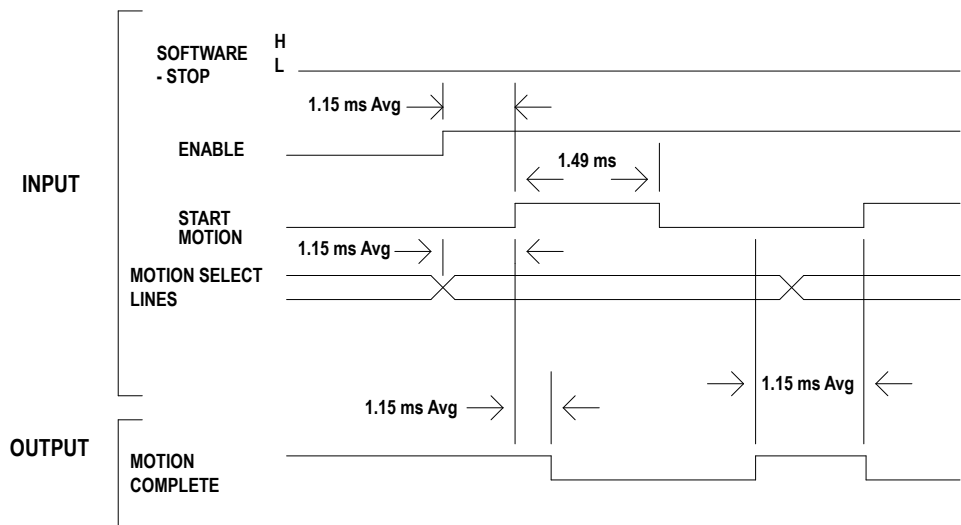 SOFTWARE
- STOP
H
L
1.15 ms Avg
ENABLE
1.49 ms
INPUT
START
MOTION
1.15 ms Avg
MOTION SELECT
LINES
1.15 ms Avg
1.15 ms Avg
OUTPUT
MOTION
COMPLETE